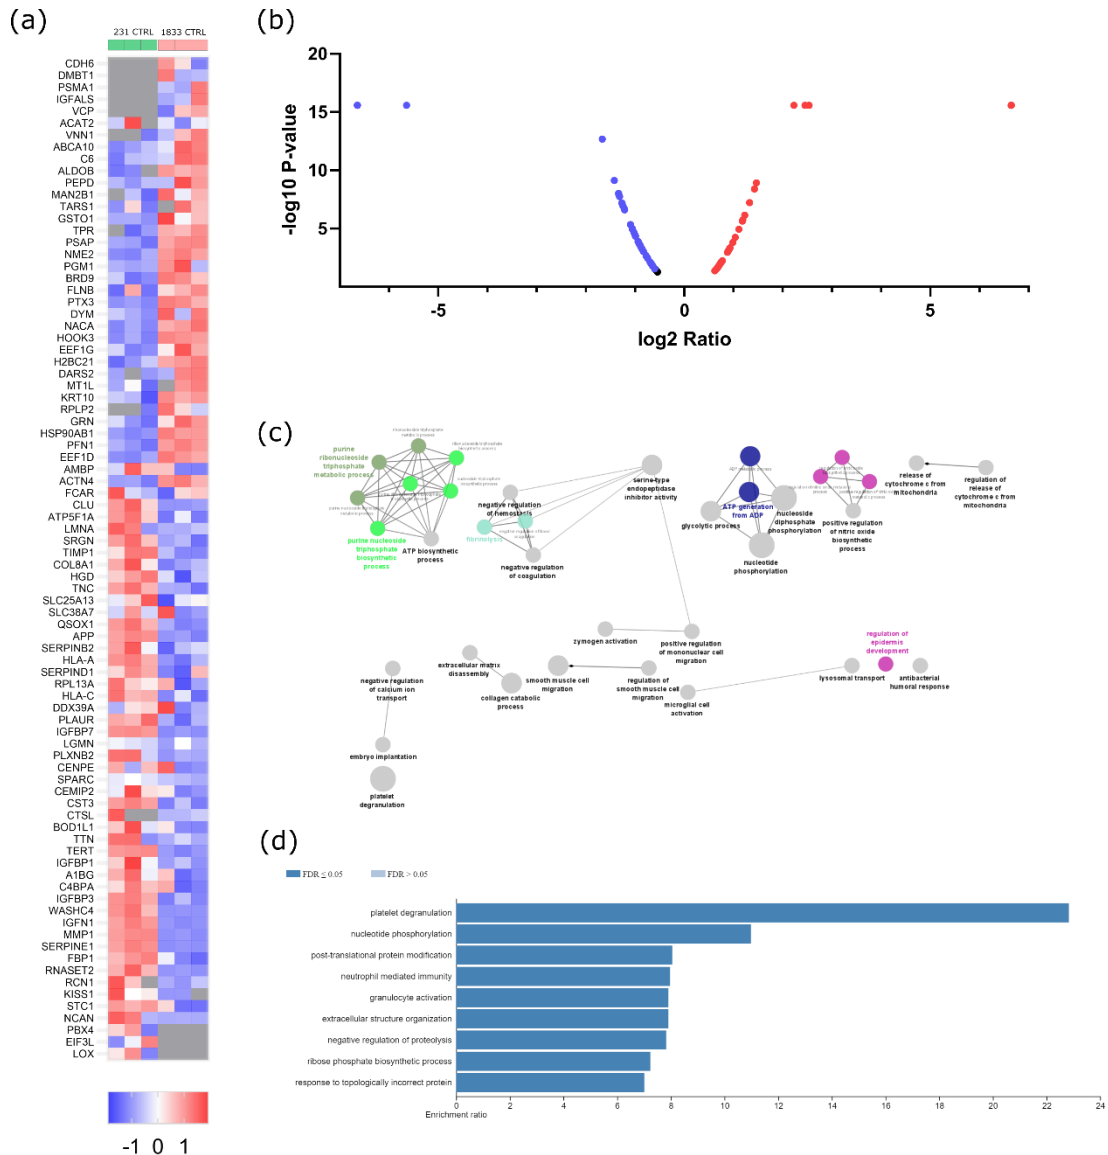 (a)
231 CTRL 1833 CTRL
CDH6
DMBT1
PSMA1
IGFALS
VCP
ACAT2
VNN1
ABCA10
C6
ALDOB
PEPD
MAN2B1
TARS1
GSTO1
TPR
PSAP
NME2
PGM1
BRD9
FLNB
PTX3
DYM
NACA
HOOK3
EEF1G
H2BC21
DARS2
MT1L
KRT10
RPLP2
GRN
HSP90AB1
PFN1
EEF1D
AMBP
ACTN4
FCAR
CLU
ATP5F1A
LMNA
SRGN
TIMP1
COL8A1
HGD
TNC
SLC25A13
SLC38A7
QSOX1
APP
SERPINB2
HLA-A
SERPIND1
RPL13A
HLA-C
DDX39A
PLAUR
IGFBP7
LGMN
PLXNB2
CENPE
SPARC
CEMIP2
CST3
CTSL
BOD1L1
TTN
TERT
IGFBP1
A1BG
C4BPA
IGFBP3
WASHC4
IGFN1
MMP1
SERPINE1
FBP1
RNASET2
RCN1
KISS1
STC1
NCAN
PBX4
EIF3L
LOX
-1 0 1
(b)
20
15
10
5
-log10 P-value
-5 0 5
log2 Ratio
(c)
purine
ribonucleoside
triphosphate
metabolic process
purine nucleoside
triphosphate
biosynthetic
process
ATP biosynthetic
process
negative regulation
of hemostasis
fibrinolysis
negative regulation
of coagulation
serine-type
endopeptidase
inhibitor activity
ATP generation
from ADP
glycolytic process
nucleoside
diphosphate
phosphorylation
nucleotide
phosphorylation
positive regulation
of nitric oxide
biosynthetic
process
release of
cytochrome c from
mitochondria
regulation of
release of
cytochrome c from
mitochondria
zymogen activation
positive regulation
of mononuclear cell
migration
extracellular matrix
disassembly
collagen catabolic
process
smooth muscle cell
migration
regulation of
smooth muscle cell
migration
microglial cell
activation
lysosomal transport
regulation of
epidermis
development
antibacterial
humoral response
negative regulation
of calcium ion
transport
embryo implantation
platelet
degranulation
(d)
FDR ≤ 0.05 FDR > 0.05
platelet degranulation
nucleotide phosphorylation
post-translational protein modification
neutrophil mediated immunity
granulocyte activation
extracellular structure organization
negative regulation of proteolysis
ribose phosphate biosynthetic process
response to topologically incorrect protein
0 2 4 6 8 10 12 14 16 18 20 22 24
Enrichment ratio